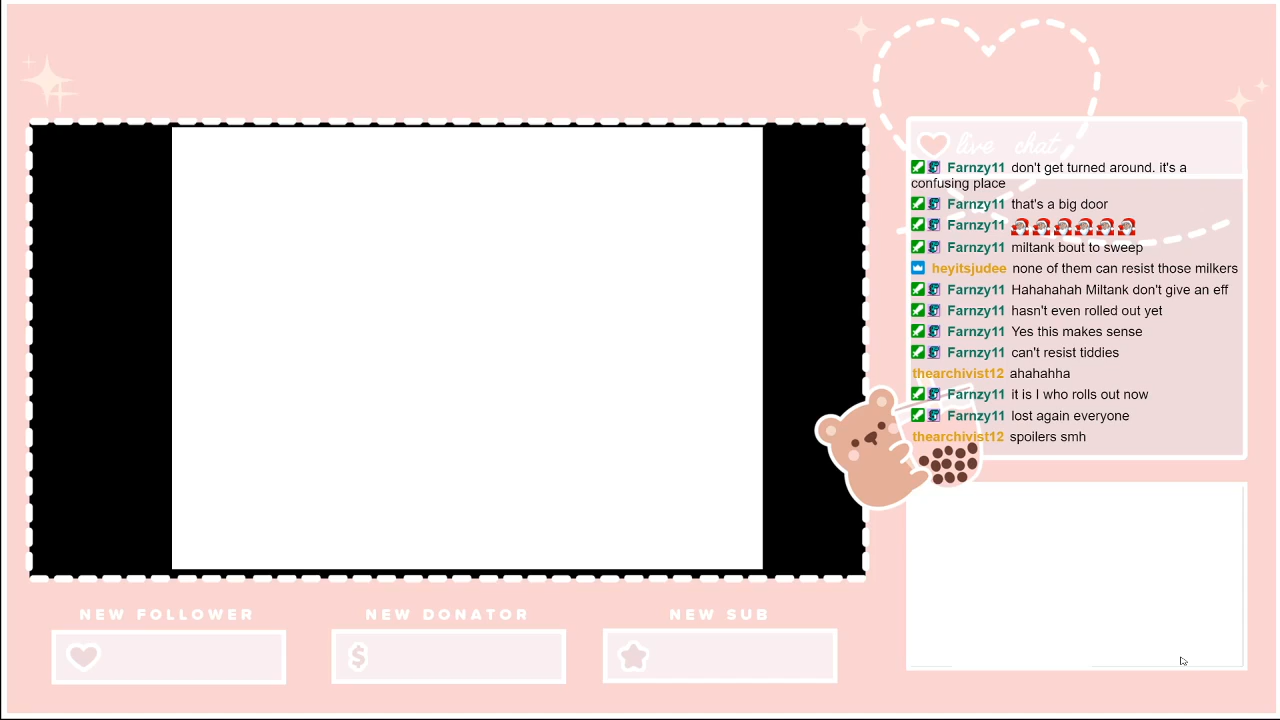 live chat
Farnzy11 don't get turned around. it's a
confusing place
Farnzy11 that's a big door
Farnzy11
Farnzy11 miltank bout to sweep
heyitsjudee none of them can resist those milkers
Farnzy11 Hahahahah Miltank don't give an eff
Farnzy11 hasn't even rolled out yet
Farnzy11 Yes this makes sense
Farnzy11 can't resist tiddies
thearchivist12 ahahahha
Farnzy11 it is I who rolls out now
Farnzy11 lost again everyone
thearchivist12 spoilers smh
NEW FOLLOWER
NEW DONATOR
NEW SUB
$